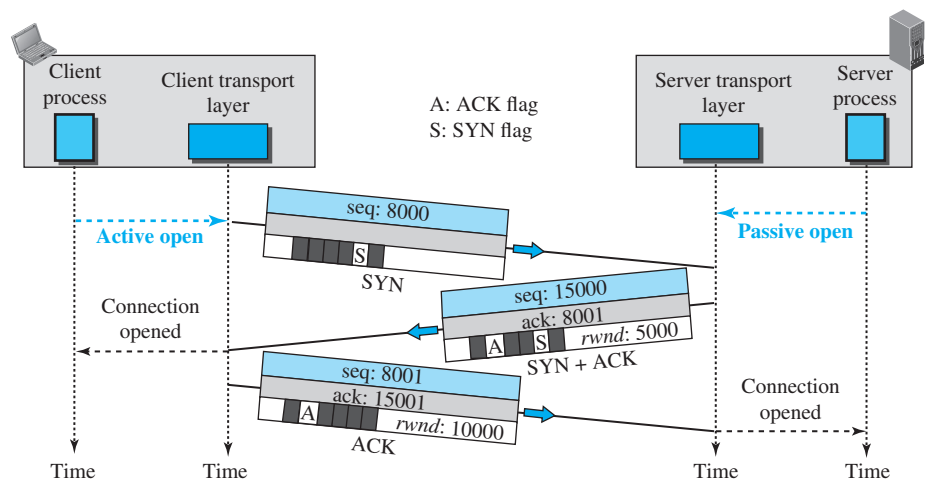 Client
process
Client transport
layer
A: ACK flag
S: SYN flag
Server transport
layer
Server
process
seq: 8000
Active open
S
SYN
Passive open
seq: 15000
ack: 8001
A S rwnd: 5000
SYN + ACK
Connection
opened
seq: 8001
ack: 15001
A rwnd: 10000
ACK
Connection
opened
Time
Time
Time
Time